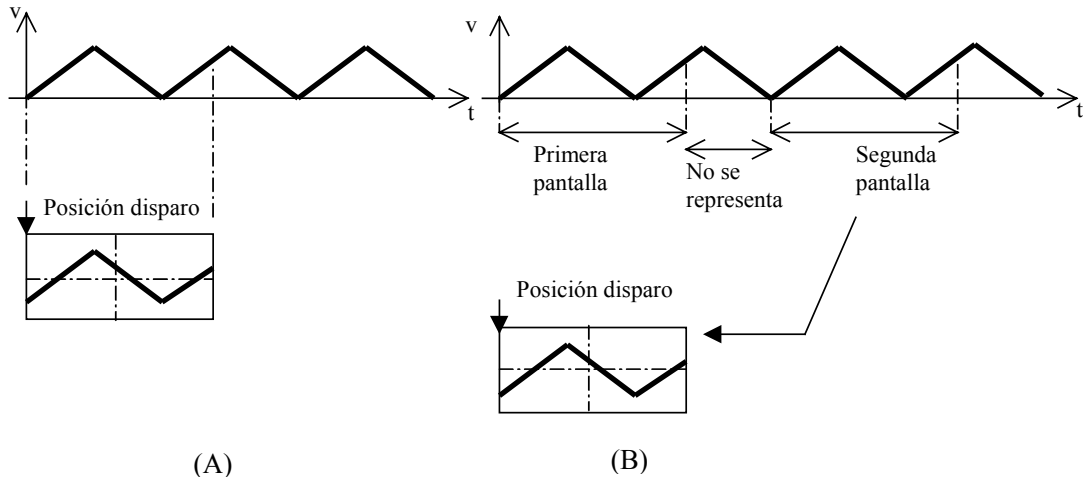 v
t
Posición disparo
(A)
v
t
Primera
pantalla
No se
representa
Segunda
pantalla
Posición disparo
(B)